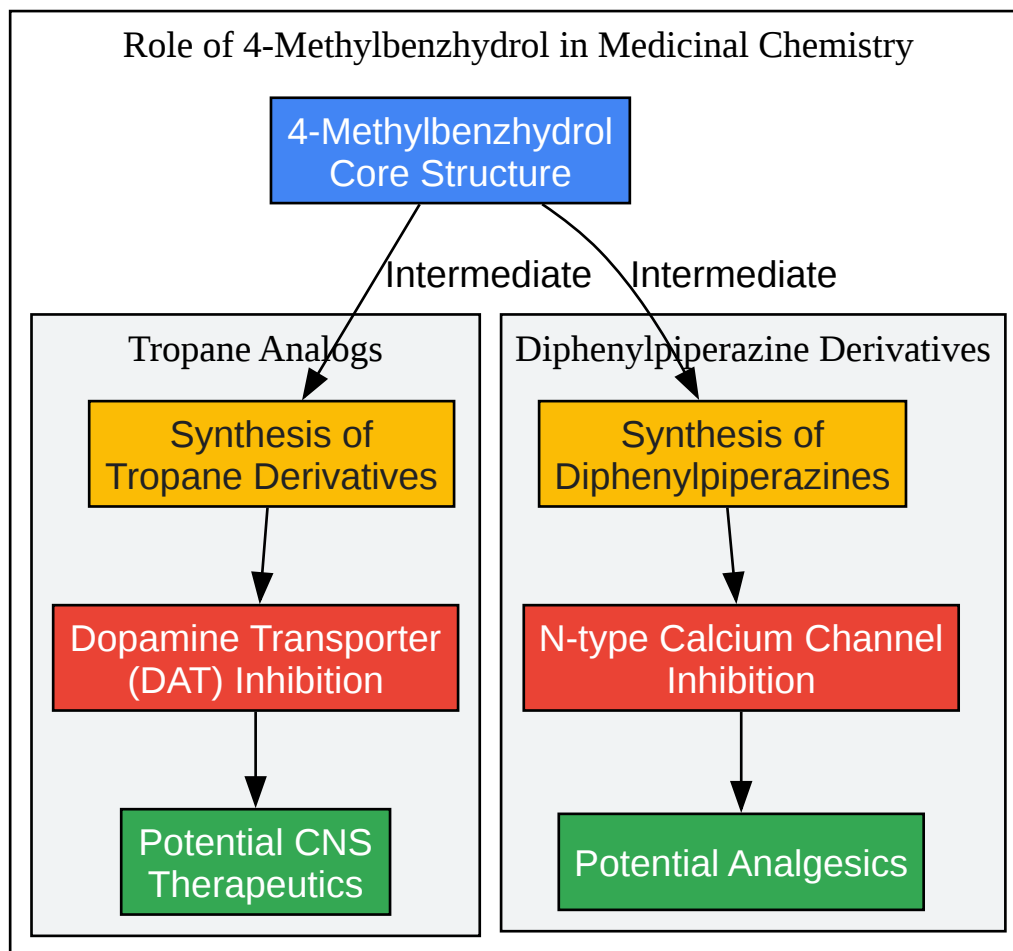 Role of 4-Methylbenzhydrol in Medicinal Chemistry
4-Methylbenzhydrol
Core Structure
Intermediate
Intermediate
Tropane Analogs
Synthesis of
Tropane Derivatives
Dopamine Transporter
(DAT) Inhibition
Potential CNS
Therapeutics
Diphenylpiperazine Derivatives
Synthesis of
Diphenylpiperazines
N-type Calcium Channel
Inhibition
Potential Analgesics